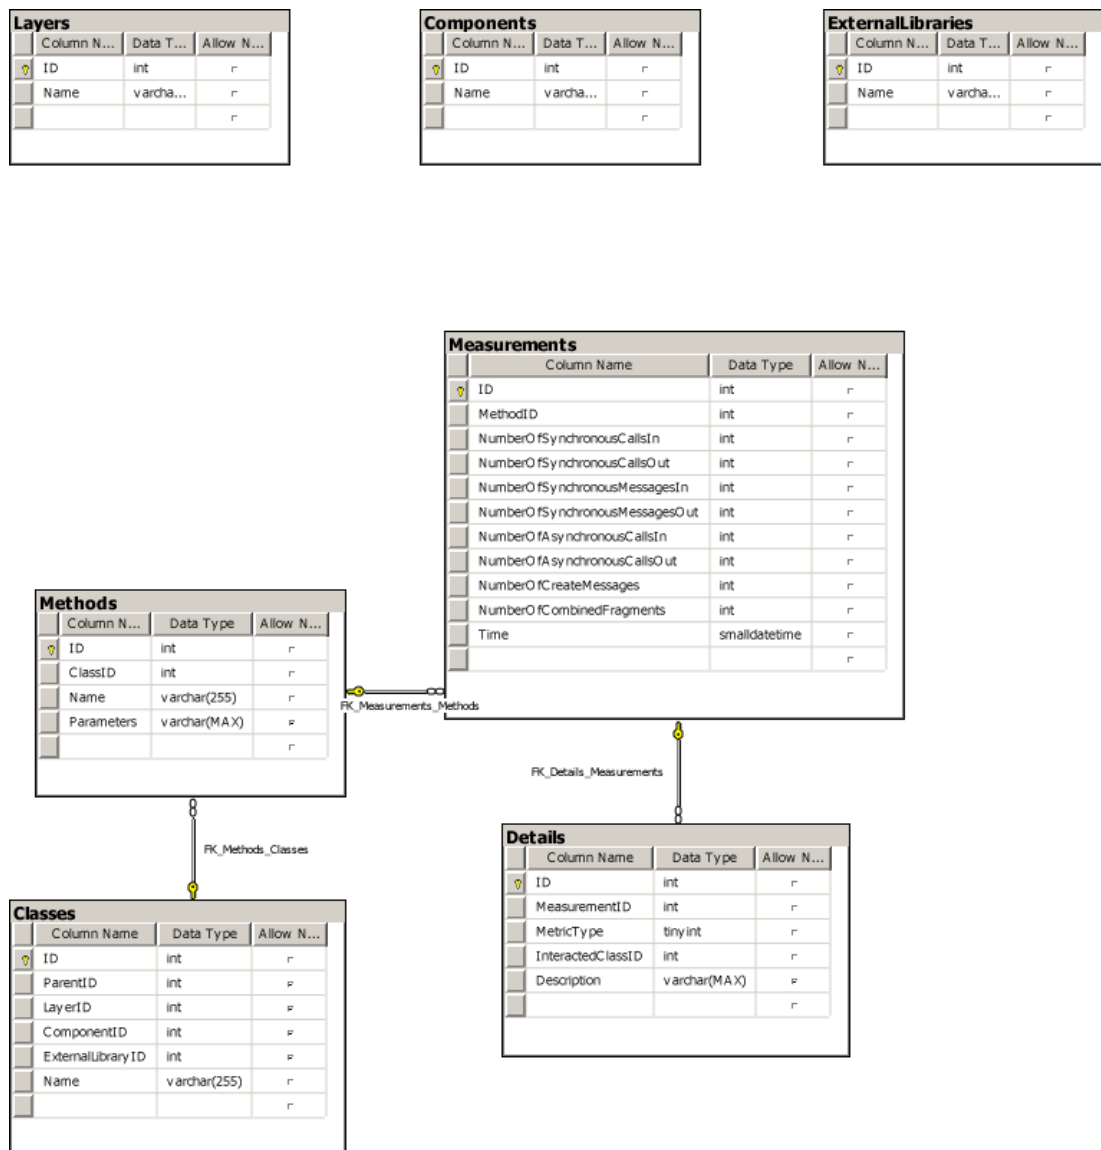 Layers
Column N... Data T... Allow N...
ID int
Name varcha...
Components
Column N... Data T... Allow N...
ID int
Name varcha...
ExternalLibraries
Column N... Data T... Allow N...
ID int
Name varcha...
Measurements
Column Name Data Type Allow N...
ID int
MethodID int
NumberOfSynchronousCallsIn int
NumberOfSynchronousCallsOut int
NumberOfSynchronousMessagesIn int
NumberOfSynchronousMessagesOut int
NumberOfAsynchronousCallsIn int
NumberOfAsynchronousCallsOut int
NumberOfCreateMessages int
NumberOfCombinedFragments int
Time smalldatetime
Methods
Column N... Data Type Allow N...
ID int
ClassID int
Name varchar(255)
Parameters varchar(MAX)
FK_Measurements_Methods
FK_Details_Measurements
FK_Methods_Classes
Details
Column Name Data Type Allow N...
ID int
MeasurementID int
MetricType tinyint
InteractedClassID int
Description varchar(MAX)
Classes
Column Name Data Type Allow N...
ID int
ParentID int
LayerID int
ComponentID int
ExternalLibraryID int
Name varchar(255)